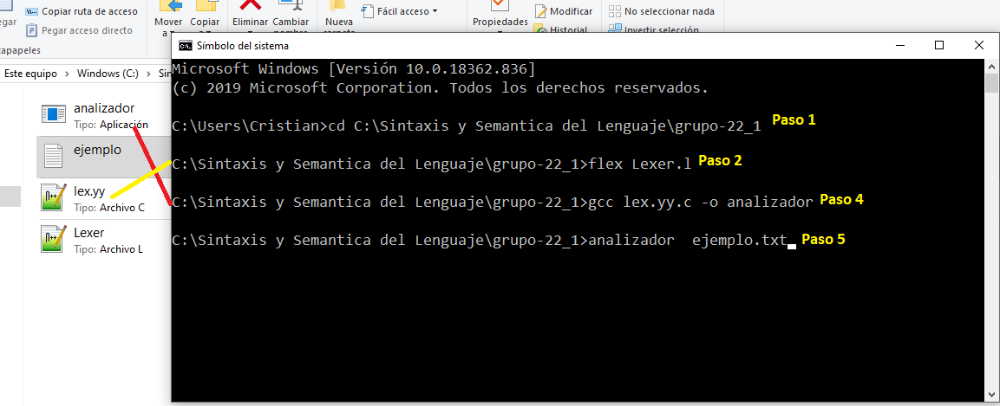 Copiar ruta de acceso
Pegar acceso directo
Mover
a
Copiar
a
Eliminar
Cambiar
Nueva
Fácil acceso
Propiedades
Modificar
Historial
No seleccionar nada
Invertir selección
Este equipo > Windows (C:) >
Símbolo del sistema
Microsoft Windows [Versión 10.0.18362.836]
(c) 2019 Microsoft Corporation. Todos los derechos reservados.
analizador
Tipo: Aplicación
C:\Users\Cristian>cd C:\Sintaxis y Semantica del Lenguaje\grupo-22_1 Paso 1
ejemplo
C:\Sintaxis y Semantica del Lenguaje\grupo-22_1>flex Lexer.l Paso 2
lex.yy
Tipo: Archivo C
C:\Sintaxis y Semantica del Lenguaje\grupo-22_1>gcc lex.yy.c -o analizador Paso 4
Lexer
Tipo: Archivo L
C:\Sintaxis y Semantica del Lenguaje\grupo-22_1>analizador  ejemplo.txt Paso 5